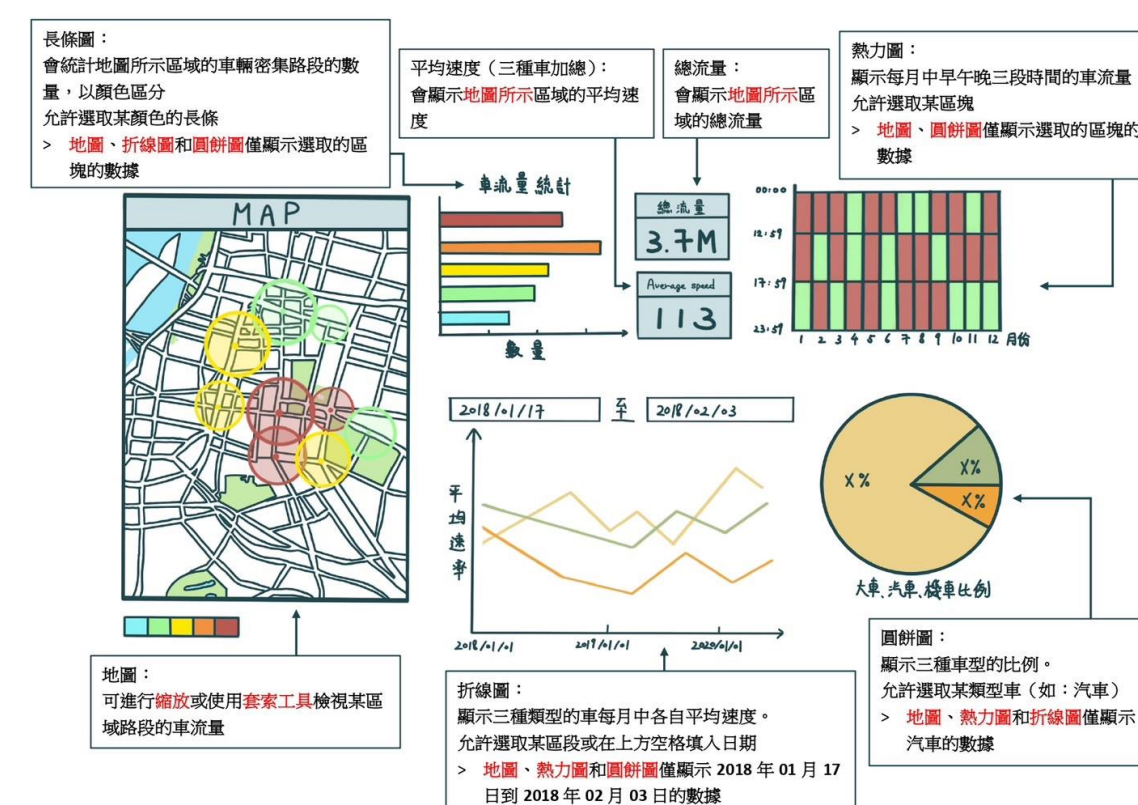 長條圖：
會統計地圖所示區域的車輛密集路段的數
量，以顏色區分
允許選取某顏色的長條
> 地圖、折線圖和圓餅圖僅顯示選取的區
塊的數據
平均速度（三種車加總）：
會顯示地圖所示區域的平均速
度
總流量：
會顯示地圖所示區
域的總流量
熱力圖：
顯示每月中早午晚三段時間的車流量
允許選取某區塊
> 地圖、圓餅圖僅顯示選取的區塊的
數據
MAP
車流量統計
數量
總流量
3.7M
Average speed
113
00:00
12:59
17:59
23:59
1 2 3 4 5 6 7 8 9 10 11 12 月份
2018/01/17 至 2018/02/03
平均速率
2018/01/01 2019/01/01 2020/01/01
X%
X%
X%
大車、汽車、機車比例
地圖：
可進行縮放或使用套索工具檢視某區
域路段的車流量
折線圖：
顯示三種類型的車每月中各自平均速度。
允許選取某區段或在上方空格填入日期
> 地圖、熱力圖和圓餅圖僅顯示 2018 年 01 月 17
日到 2018 年 02 月 03 日的數據
圓餅圖：
顯示三種車型的比例。
允許選取某類型車（如：汽車）
> 地圖、熱力圖和折線圖僅顯示
汽車的數據